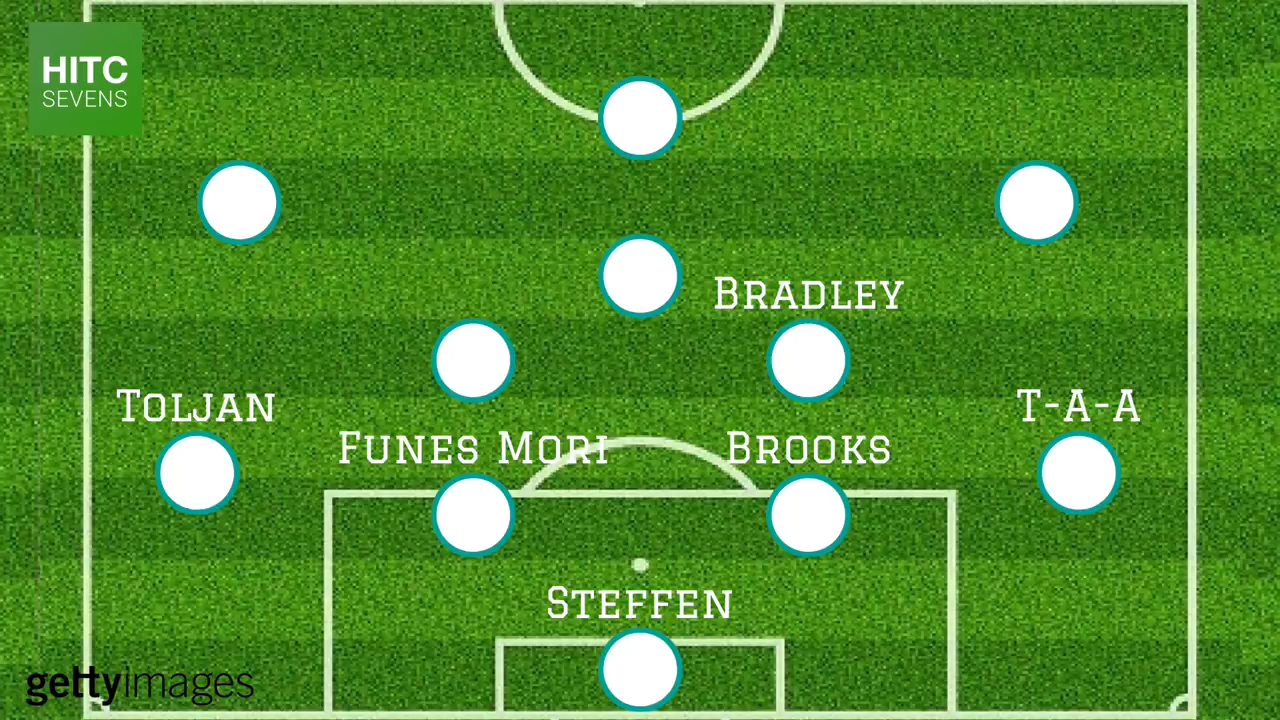 HITC
SEVENS
BRADLEY
TOLJAN
T-A-A
FUNES MORI
BROOKS
STEFFEN
gettyimages